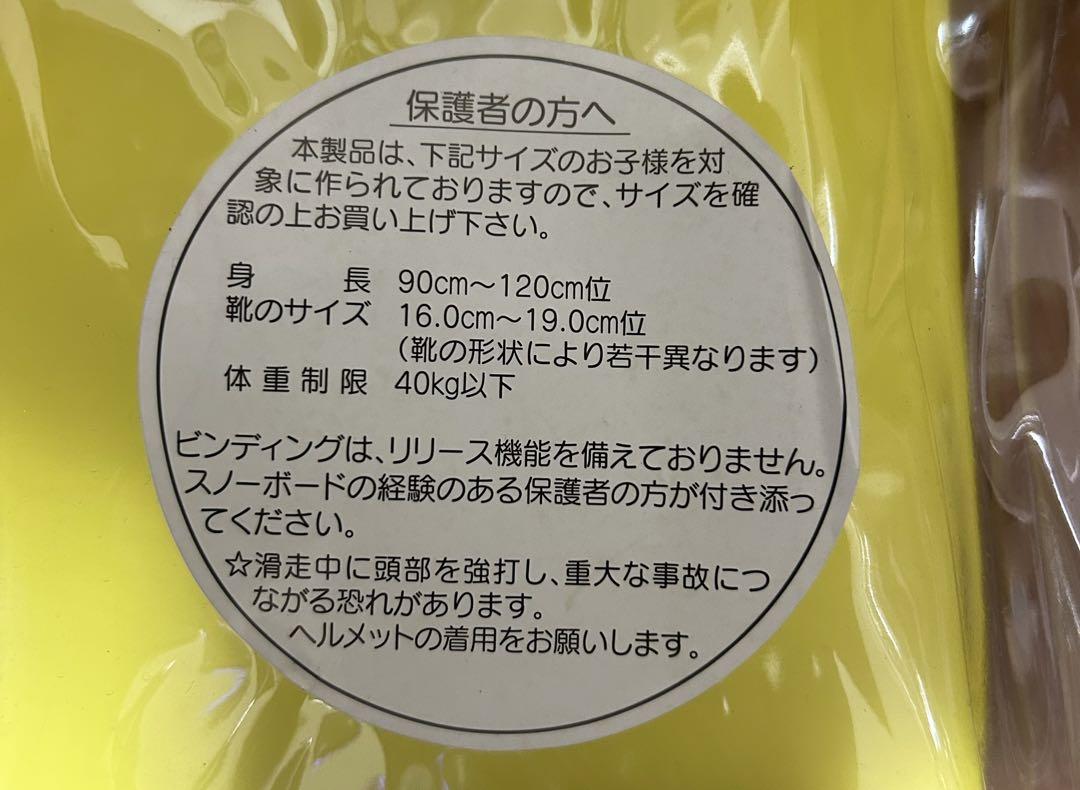 保護者の方へ
本製品は、下記サイズのお子様を対
象に作られておりますので、サイズを確
認の上お買い上げ下さい。
身　　長　90cm～120cm位
靴のサイズ　16.0cm～19.0cm位
（靴の形状により若干異なります）
体重制限　40kg以下
ビンディングは、リリース機能を備えておりません。
スノーボードの経験のある保護者の方が付き添っ
てください。
☆滑走中に頭部を強打し、重大な事故につ
ながる恐れがあります。
ヘルメットの着用をお願いします。